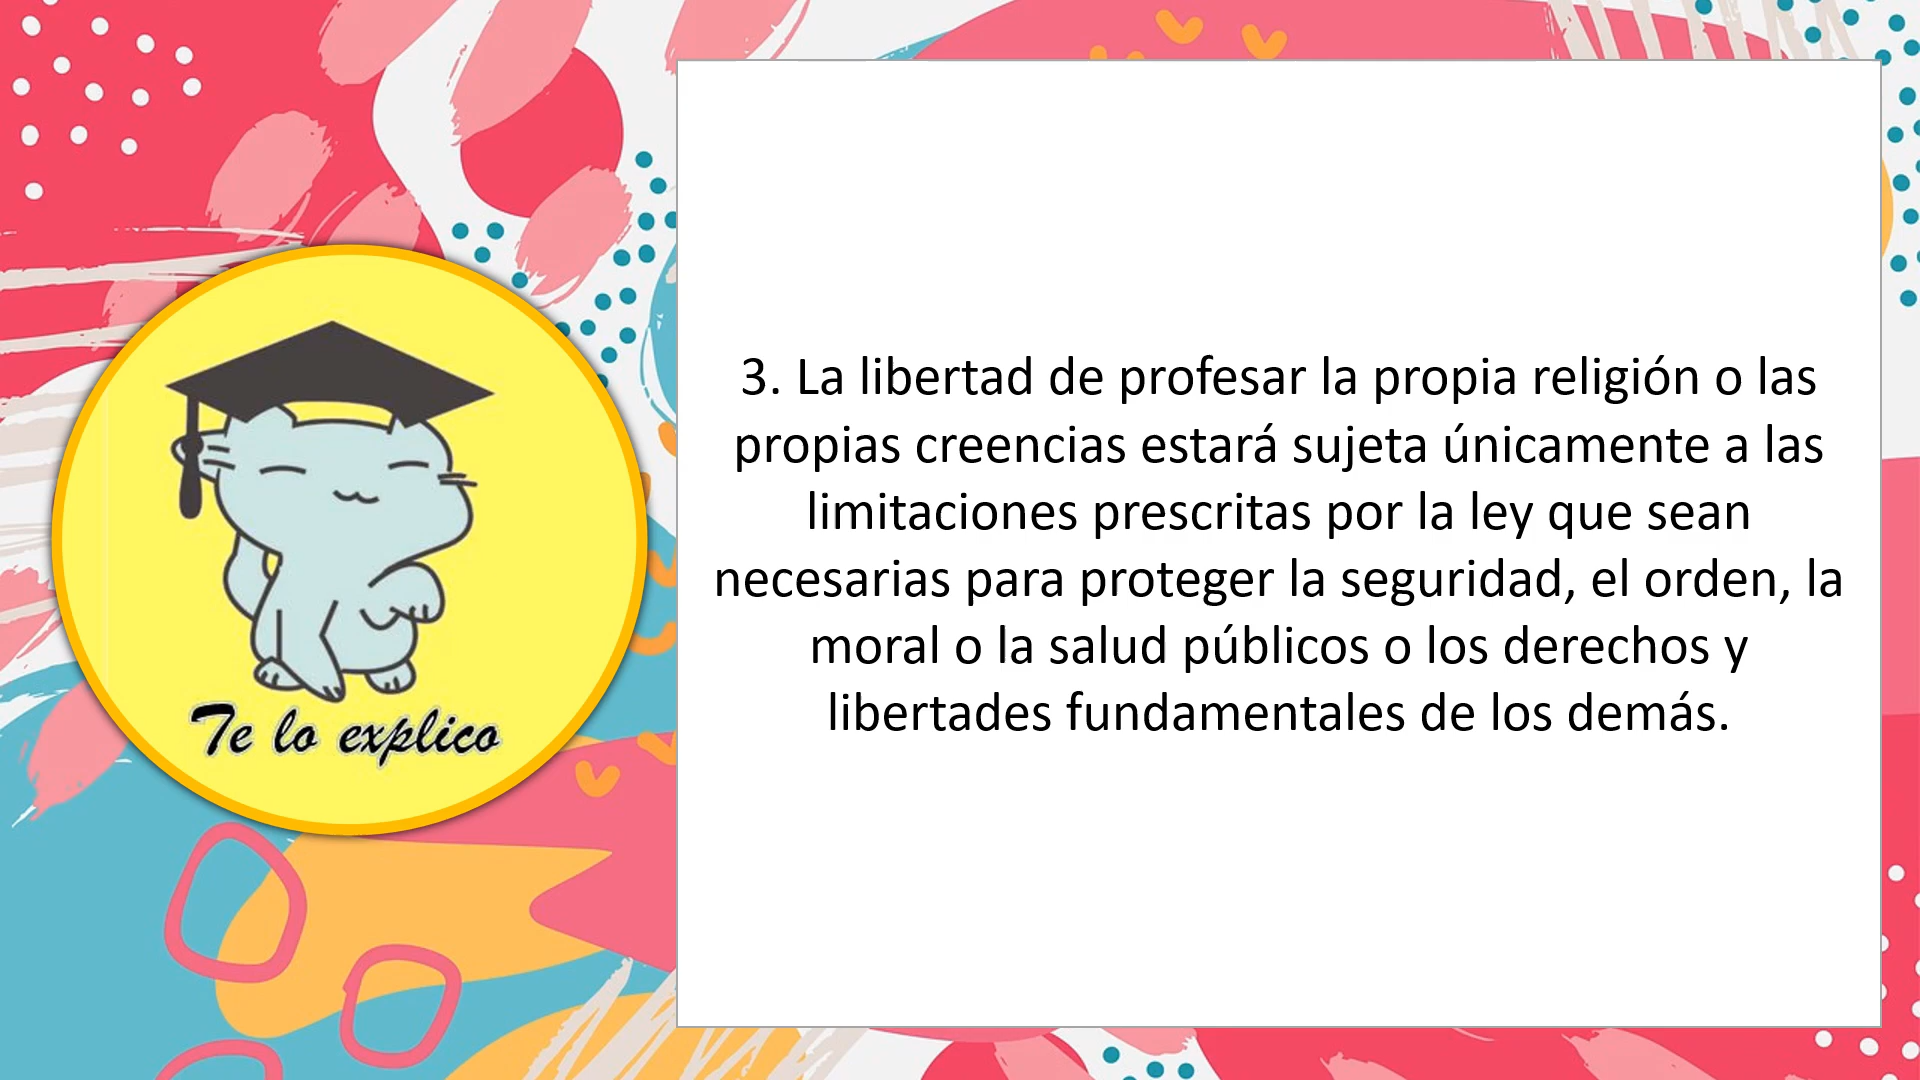 3. La libertad de profesar la propia religión o las
propias creencias estará sujeta únicamente a las
limitaciones prescritas por la ley que sean
necesarias para proteger la seguridad, el orden, la
moral o la salud públicos o los derechos y
libertades fundamentales de los demás.
Te lo explico